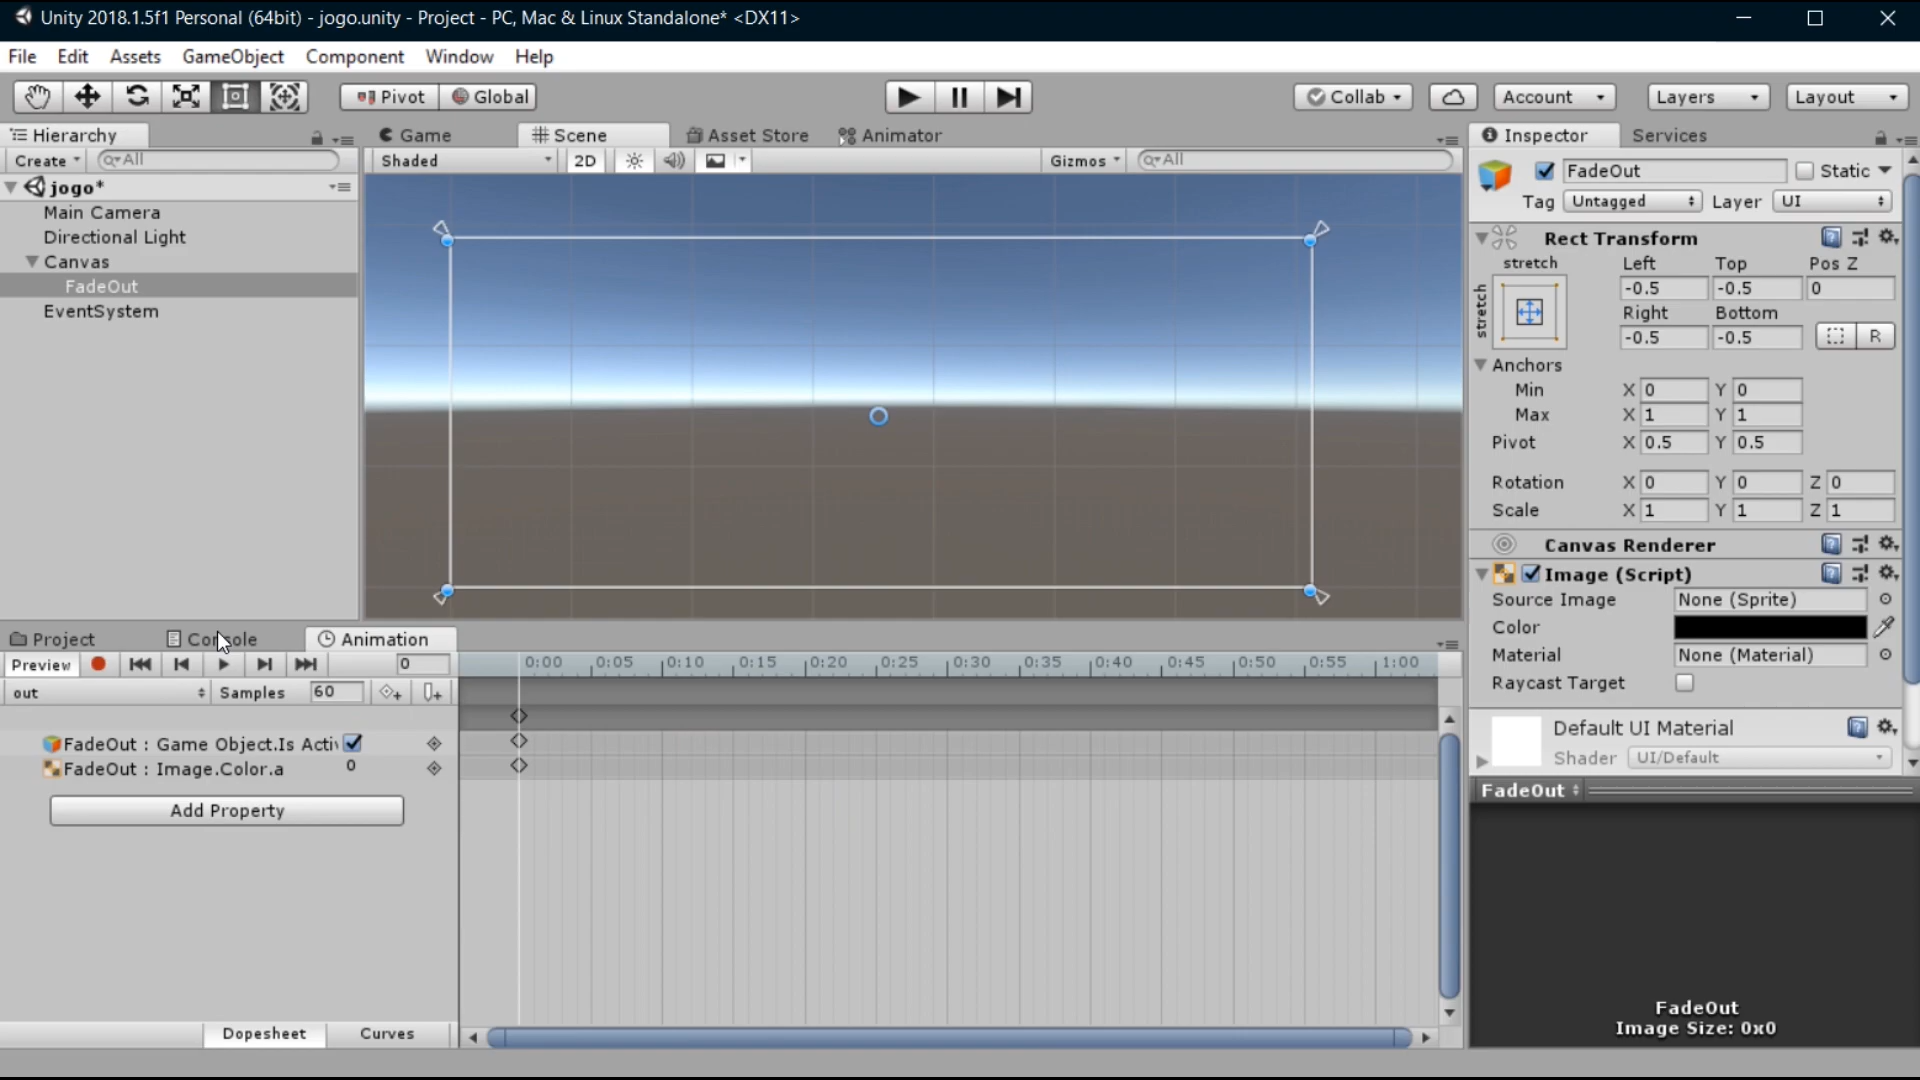 Unity 2018.1.5f1 Personal (64bit) - jogo.unity - Project - PC, Mac & Linux Standalone* <DX11>
File Edit Assets GameObject Component Window Help
Pivot Global Collab Account Layers Layout
Hierarchy Game Scene Asset Store Animator Inspector Services
Create All Shaded 2D Gizmos All
FadeOut Static
jogo*
Tag Untagged Layer UI
Main Camera
Directional Light
Rect Transform
Canvas
stretch Left Top Pos Z
FadeOut
stretch
-0.5 -0.5 0
EventSystem
Right Bottom
-0.5 -0.5 R
Anchors
Min X 0 Y 0
Max X 1 Y 1
Pivot X 0.5 Y 0.5
Rotation X 0 Y 0 Z 0
Scale X 1 Y 1 Z 1
Canvas Renderer
Image (Script)
Source Image None (Sprite)
Color
Project Console Animation
Material None (Material)
Preview 0 0:00 0:05 0:10 0:15 0:20 0:25 0:30 0:35 0:40 0:45 0:50 0:55 1:00
Raycast Target
out Samples 60
Default UI Material
Shader UI/Default
FadeOut : Game Object.Is Acti
FadeOut : Image.Color.a 0
FadeOut
Add Property
FadeOut
Image Size: 0x0
Dopesheet Curves